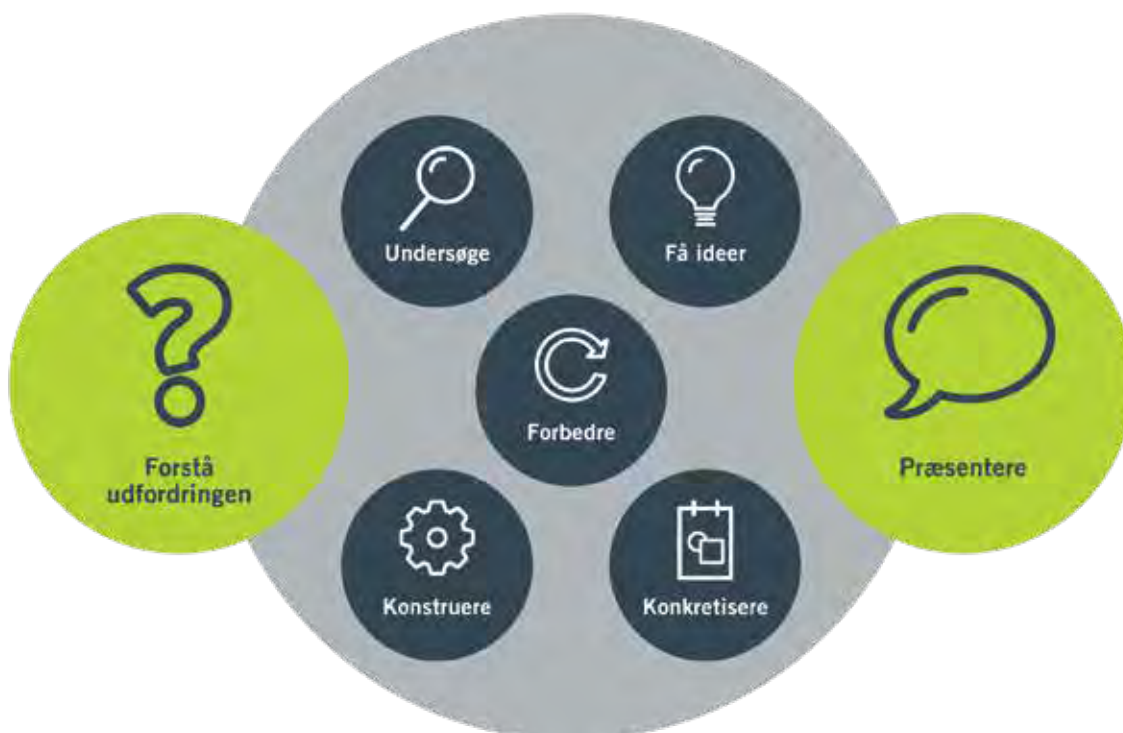 Undersøge
Få ideer
Forbedre
Forstå
udfordringen
Præsentere
Konstruere
Konkretisere